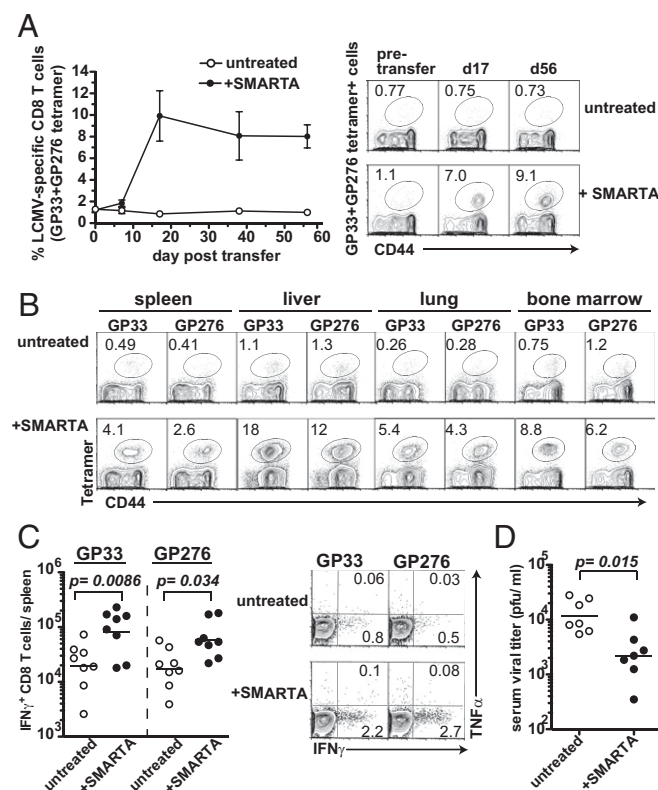 A
untreated
+SMARTA
% LCMV-specific CD8 T cells
(GP33+GP276 tetramer)
14
12
10
8
6
4
2
0
0 10 20 30 40 50 60
day post transfer
pre-
transfer d17 d56
GP33+GP276 tetramer+ cells
0.77 0.75 0.73
untreated
1.1 7.0 9.1
+ SMARTA
CD44
B
spleen liver lung bone marrow
GP33 GP276 GP33 GP276 GP33 GP276 GP33 GP276
untreated
0.49 0.41 1.1 1.3 0.26 0.28 0.75 1.2
+SMARTA
4.1 2.6 18 12 5.4 4.3 8.8 6.2
Tetramer
CD44
C
GP33 GP276
p= 0.0086 p= 0.034
IFNγ+ CD8 T cells/ spleen
10^6
10^5
10^4
10^3
untreated +SMARTA untreated +SMARTA
GP33 GP276
untreated
0.06 0.03
0.8 0.5
+SMARTA
0.1 0.08
2.2 2.7
TNFα
IFNγ
D
p= 0.015
serum viral titer (pfu/ ml)
10^5
10^4
10^3
10^2
untreated +SMARTA